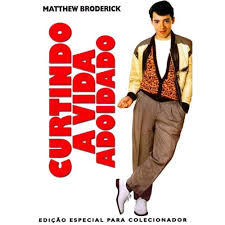 MATTHEW BRODERICK
CURTINDO
A VIDA
ADOIDADO
EDIÇÃO ESPECIAL PARA COLECIONADOR